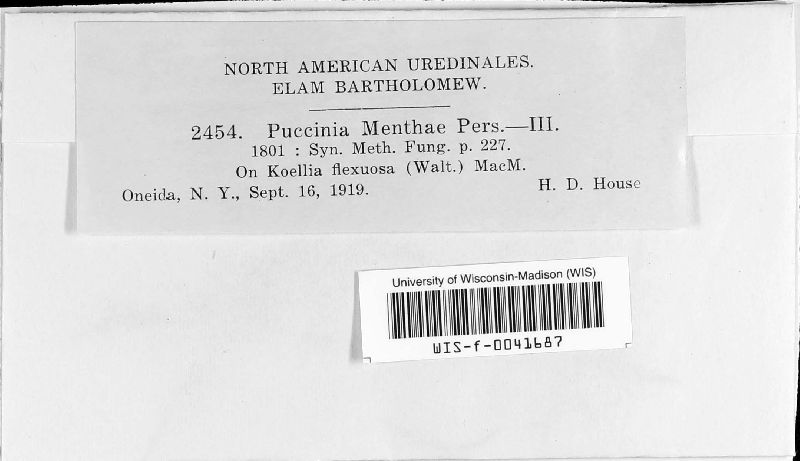 NORTH AMERICAN UREDINALES.
ELAM BARTHOLOMEW.
2454. Puccinia Menthae Pers.—III.
1801 : Syn. Meth. Fung. p. 227.
On Koellia flexuosa (Walt.) MacM.
Oneida, N. Y., Sept. 16, 1919. H. D. House
University of Wisconsin-Madison (WIS)
WIS-f-0041687